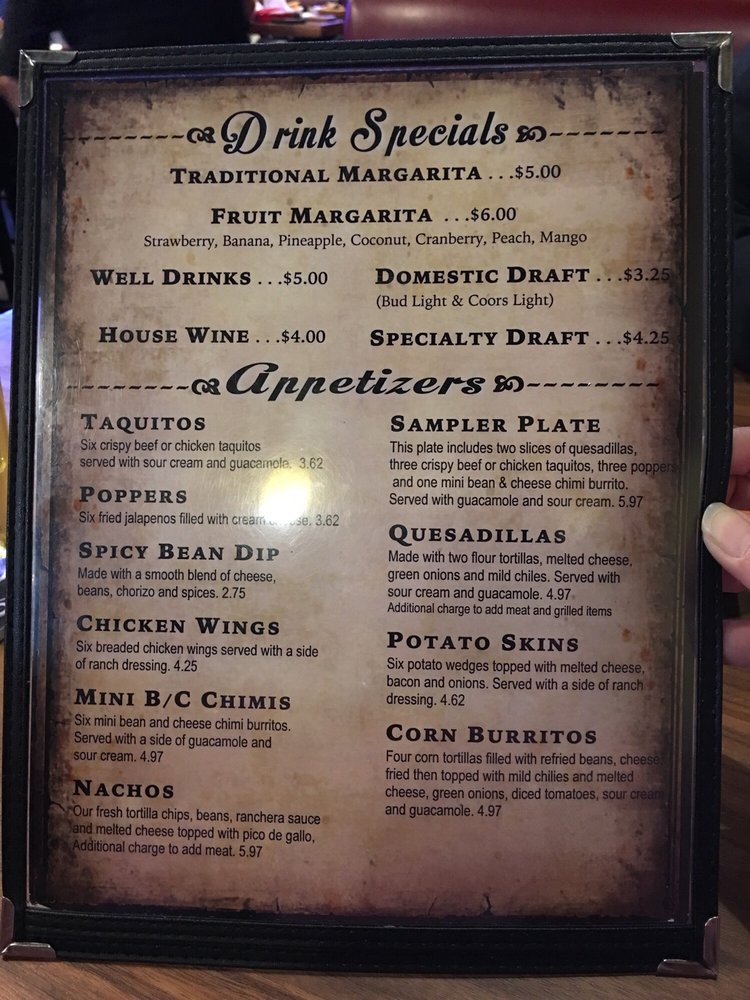 Drink Specials
TRADITIONAL MARGARITA ...$5.00
FRUIT MARGARITA ...$6.00
Strawberry, Banana, Pineapple, Coconut, Cranberry, Peach, Mango
WELL DRINKS ...$5.00
DOMESTIC DRAFT ...$3.25
(Bud Light & Coors Light)
HOUSE WINE ...$4.00
SPECIALTY DRAFT ...$4.25
Appetizers
TAQUITOS
Six crispy beef or chicken taquitos
served with sour cream and guacamole. 3.62
POPPERS
Six fried jalapenos filled with cream cheese. 3.62
SPICY BEAN DIP
Made with a smooth blend of cheese,
beans, chorizo and spices. 2.75
CHICKEN WINGS
Six breaded chicken wings served with a side
of ranch dressing. 4.25
MINI B/C CHIMIS
Six mini bean and cheese chimi burritos.
Served with a side of guacamole and
sour cream. 4.97
NACHOS
Our fresh tortilla chips, beans, ranchera sauce
and melted cheese topped with pico de gallo,
Additional charge to add meat. 5.97
SAMPLER PLATE
This plate includes two slices of quesadillas,
three crispy beef or chicken taquitos, three poppers
and one mini bean & cheese chimi burrito.
Served with guacamole and sour cream. 5.97
QUESADILLAS
Made with two flour tortillas, melted cheese,
green onions and mild chiles. Served with
sour cream and guacamole. 4.97
Additional charge to add meat and grilled items
POTATO SKINS
Six potato wedges topped with melted cheese,
bacon and onions. Served with a side of ranch
dressing. 4.62
CORN BURRITOS
Four corn tortillas filled with refried beans, cheese,
fried then topped with mild chilies and melted
cheese, green onions, diced tomatoes, sour cream
and guacamole. 4.97